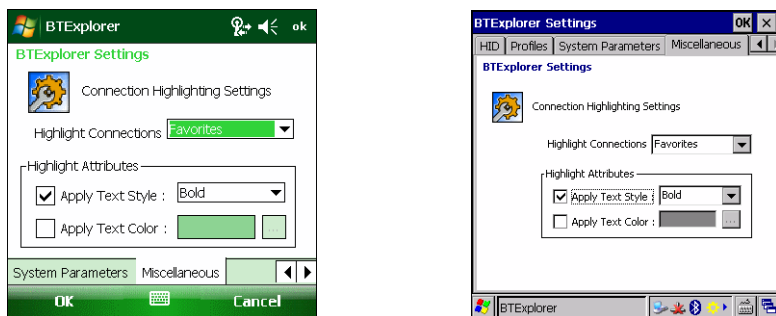 BTExplorer ok
BTExplorer Settings
Connection Highlighting Settings
Highlight Connections Favorites
Highlight Attributes
Apply Text Style : Bold
Apply Text Color : ...
System Parameters Miscellaneous
OK Cancel
BTExplorer Settings OK ×
HID Profiles System Parameters Miscellaneous
BTExplorer Settings
Connection Highlighting Settings
Highlight Connections Favorites
Highlight Attributes
Apply Text Style : Bold
Apply Text Color : ...
BTExplorer